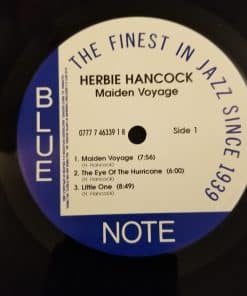 THE FINEST IN JAZZ SINCE 1939
HERBIE HANCOCK
Maiden Voyage
BLUE
0777 7 46339 1 8
Side 1
1. Maiden Voyage (7:56)
(H. Hancock)
2. The Eye Of The Hurricane (6:00)
(H. Hancock)
3. Little One (8:49)
(H. Hancock)
NOTE